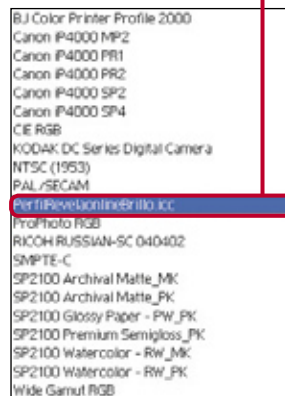 BJ Color Printer Profile 2000
Canon iP4000 MP2
Canon iP4000 PR1
Canon iP4000 PR2
Canon iP4000 SP2
Canon iP4000 SP4
CIE RGB
KODAK DC Series Digital Camera
NTSC (1953)
PAL/SECAM
PerfilRevelaonlineBrillo.icc
ProPhoto RGB
RICOH RUSSIAN-SC 040402
SMPTE-C
SP2100 Archival Matte_MK
SP2100 Archival Matte_PK
SP2100 Glossy Paper - PW_PK
SP2100 Premium Semigloss_PK
SP2100 Watercolor - RW_MK
SP2100 Watercolor - RW_PK
Wide Gamut RGB